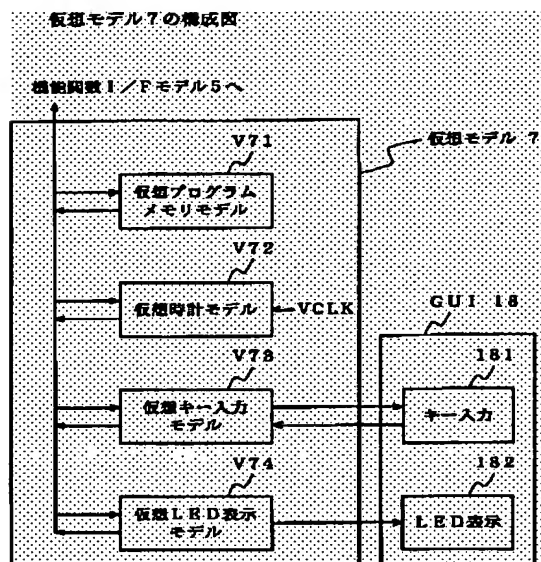 仮想モデル7の構成図
機能関数I/Fモデル5へ
仮想モデル 7
V71
仮想プログラム
メモリモデル
V72
仮想時計モデル
VCLK
GUI 18
V73
仮想キー入力
モデル
181
キー入力
V74
仮想LED表示
モデル
182
LED表示